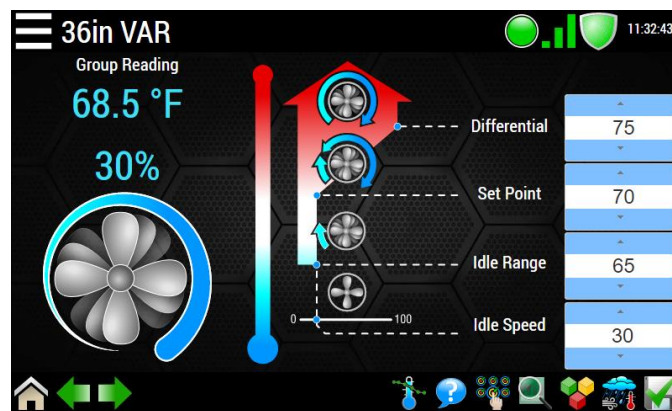 36in VAR
11:32:43
Group Reading
68.5 °F
30%
Differential
75
Set Point
70
Idle Range
65
Idle Speed
30
0
100